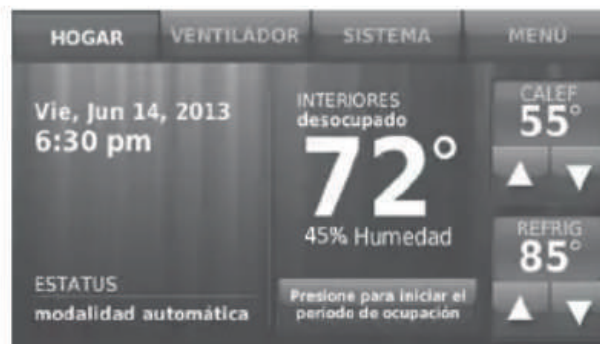 HOGAR
VENTILADOR
SISTEMA
MENÚ
Vie, Jun 14, 2013
6:30 pm
ESTATUS
modalidad automática
INTERIORES
desocupado
72°
45% Humedad
Presione para iniciar el
periodo de ocupación
CALEF
55°
REFRIG
85°